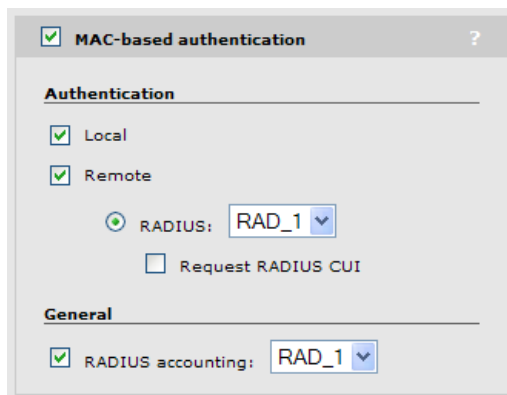 MAC-based authentication ?
Authentication
Local
Remote
RADIUS: RAD_1
Request RADIUS CUI
General
RADIUS accounting: RAD_1